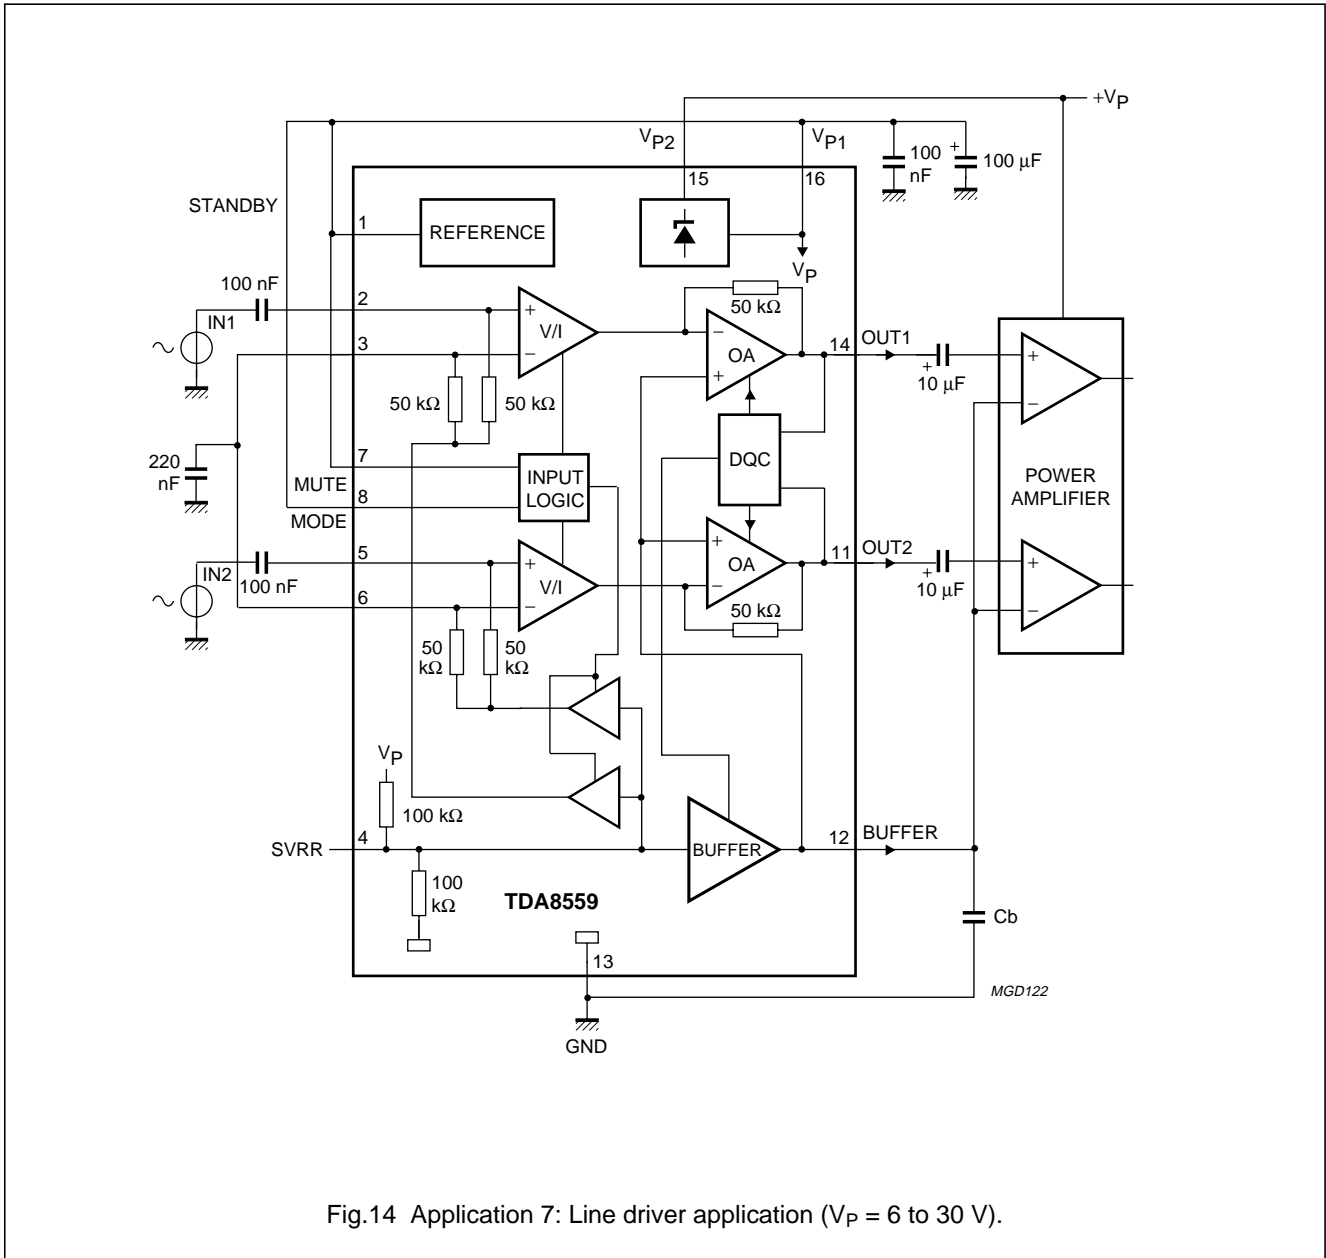 +VP
VP2
VP1
100
nF
+
100 µF
15
16
STANDBY
1
REFERENCE
VP
100 nF
2
50 kΩ
IN1
+
V/I
−
OA
14
OUT1
+
3
−
+
+
10 µF
−
50 kΩ
50 kΩ
DQC
220
nF
7
INPUT
LOGIC
MUTE
8
MODE
POWER
AMPLIFIER
5
+
+
OA
11
OUT2
+
IN2
100 nF
V/I
−
+
10 µF
6
−
50 kΩ
−
50
kΩ
50
kΩ
VP
100 kΩ
SVRR
4
BUFFER
12
BUFFER
100
kΩ
TDA8559
Cb
13
MGD122
GND
Fig.14 Application 7: Line driver application (VP = 6 to 30 V).